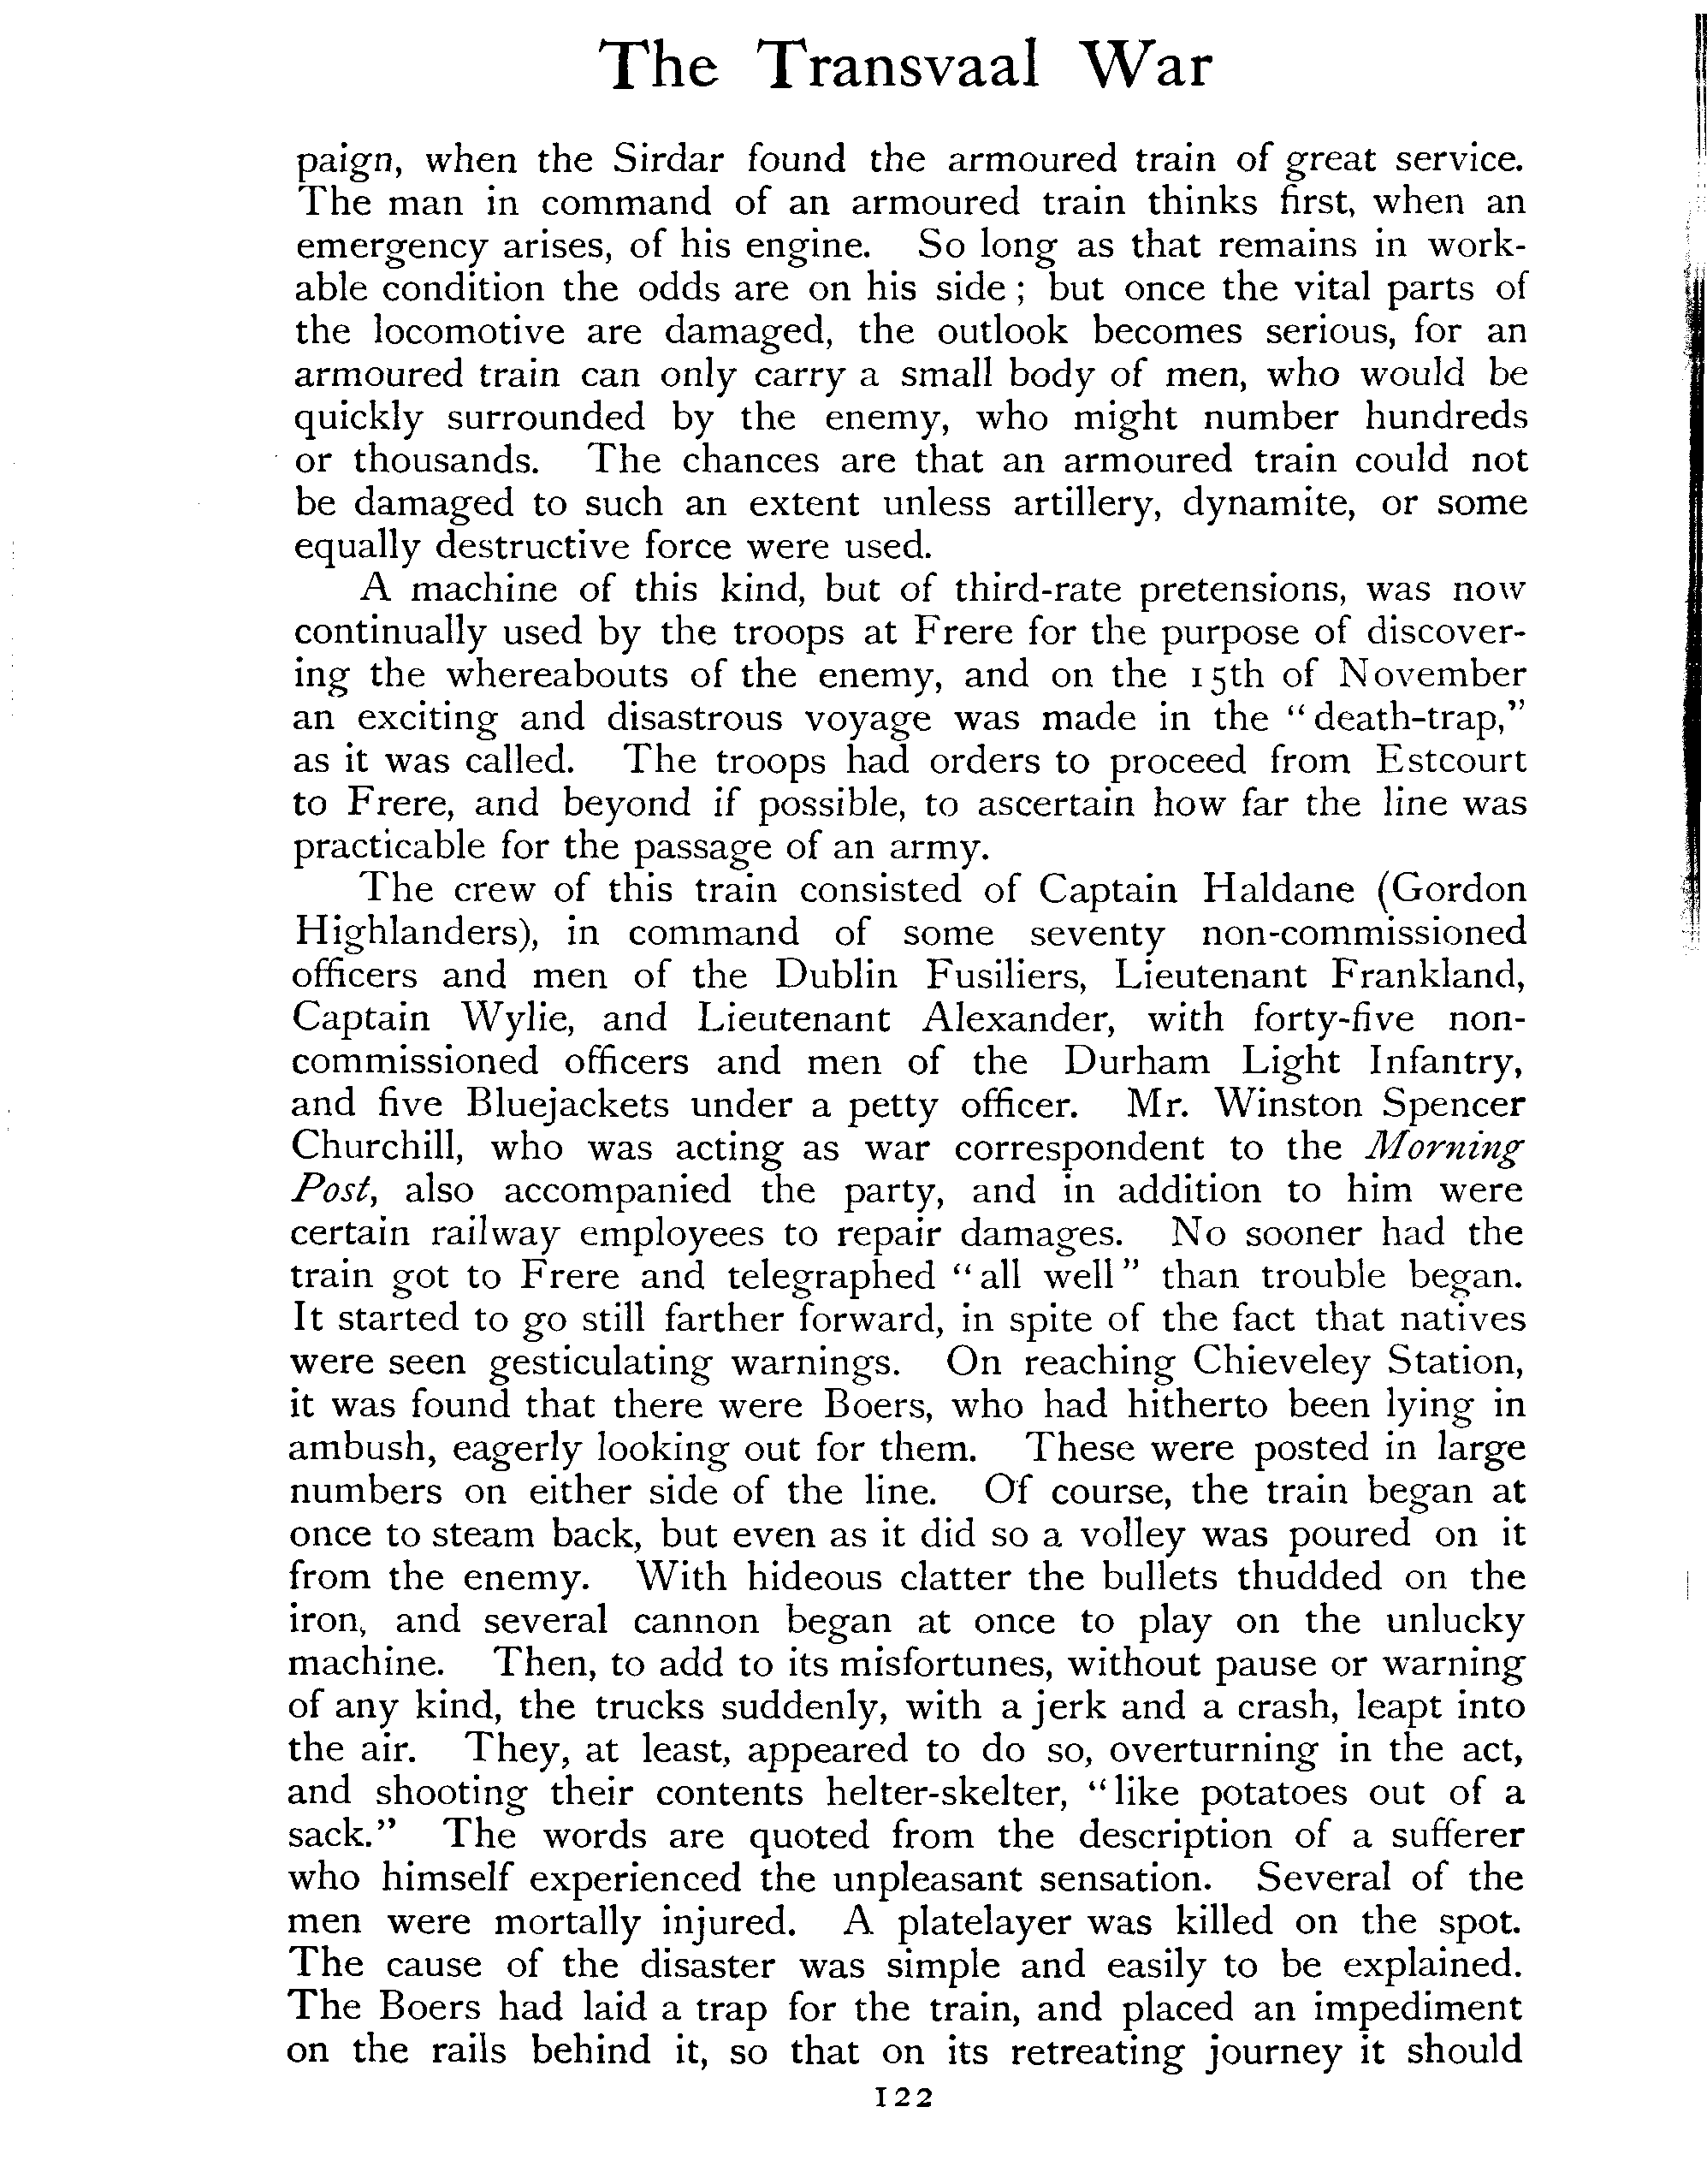 The Transvaal War
paign, when the Sirdar found the armoured train of great service.
The man in command of an armoured train thinks first, when an
emergency arises, of his engine. So long as that remains in work-
able condition the odds are on his side; but once the vital parts of
the locomotive are damaged, the outlook becomes serious, for an
armoured train can only carry a small body of men, who would be
quickly surrounded by the enemy, who might number hundreds
or thousands. The chances are that an armoured train could not
be damaged to such an extent unless artillery, dynamite, or some
equally destructive force were used.
A machine of this kind, but of third-rate pretensions, was now
continually used by the troops at Frere for the purpose of discover-
ing the whereabouts of the enemy, and on the 15th of November
an exciting and disastrous voyage was made in the "death-trap,"
as it was called. The troops had orders to proceed from Estcourt
to Frere, and beyond if possible, to ascertain how far the line was
practicable for the passage of an army.
The crew of this train consisted of Captain Haldane (Gordon
Highlanders), in command of some seventy non-commissioned
officers and men of the Dublin Fusiliers, Lieutenant Frankland,
Captain Wylie, and Lieutenant Alexander, with forty-five non-
commissioned officers and men of the Durham Light Infantry,
and five Bluejackets under a petty officer. Mr. Winston Spencer
Churchill, who was acting as war correspondent to the Morning
Post, also accompanied the party, and in addition to him were
certain railway employees to repair damages. No sooner had the
train got to Frere and telegraphed "all well" than trouble began.
It started to go still farther forward, in spite of the fact that natives
were seen gesticulating warnings. On reaching Chieveley Station,
it was found that there were Boers, who had hitherto been lying in
ambush, eagerly looking out for them. These were posted in large
numbers on either side of the line. Of course, the train began at
once to steam back, but even as it did so a volley was poured on it
from the enemy. With hideous clatter the bullets thudded on the
iron, and several cannon began at once to play on the unlucky
machine. Then, to add to its misfortunes, without pause or warning
of any kind, the trucks suddenly, with a jerk and a crash, leapt into
the air. They, at least, appeared to do so, overturning in the act,
and shooting their contents helter-skelter, "like potatoes out of a
sack." The words are quoted from the description of a sufferer
who himself experienced the unpleasant sensation. Several of the
men were mortally injured. A platelayer was killed on the spot.
The cause of the disaster was simple and easily to be explained.
The Boers had laid a trap for the train, and placed an impediment
on the rails behind it, so that on its retreating journey it should
122